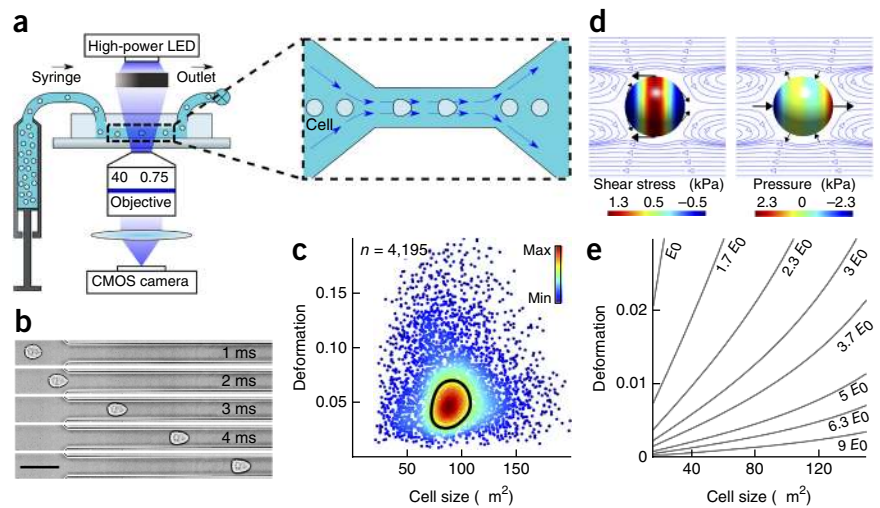 a
High-power LED
Syringe
Outlet
40 0.75
Objective
CMOS camera
Cell
b
1 ms
2 ms
3 ms
4 ms
c
n = 4,195
Max
Min
Deformation
0.15
0.10
0.05
50 100 150
Cell size ( m²)
d
Shear stress (kPa)
1.3 0.5 −0.5
Pressure (kPa)
2.3 0 −2.3
e
E0
1.7 E0
2.3 E0
3 E0
3.7 E0
5 E0
6.3 E0
9 E0
Deformation
0.02
0.01
0
40 80 120
Cell size ( m²)